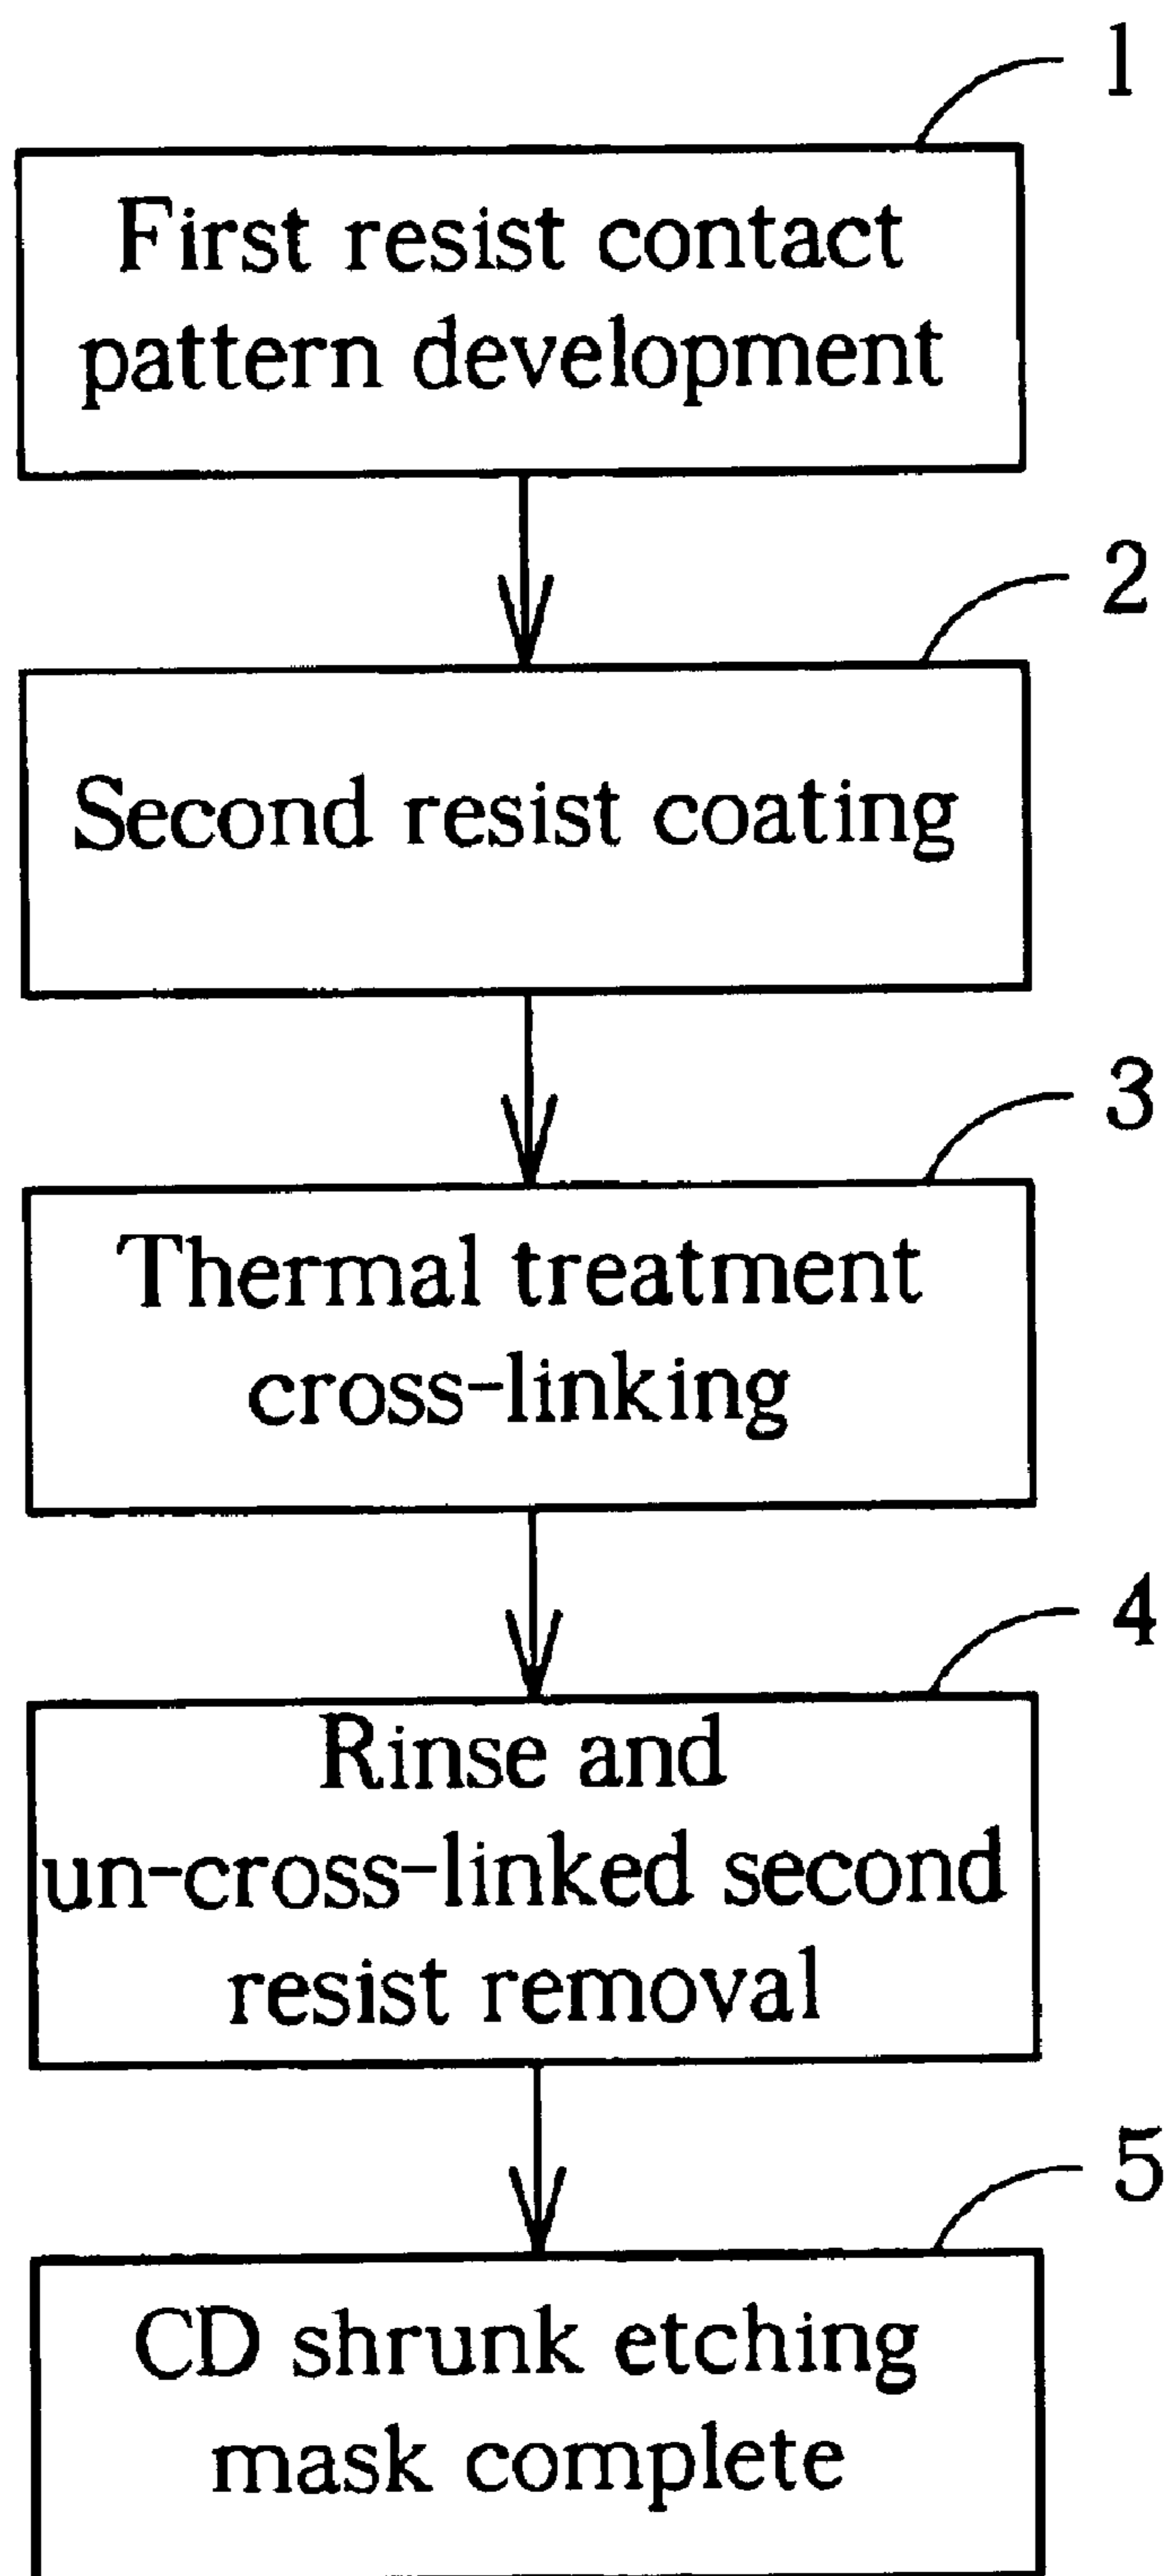 1
First resist contact
pattern development
2
Second resist coating
3
Thermal treatment
cross-linking
4
Rinse and
un-cross-linked second
resist removal
5
CD shrunk etching
mask complete